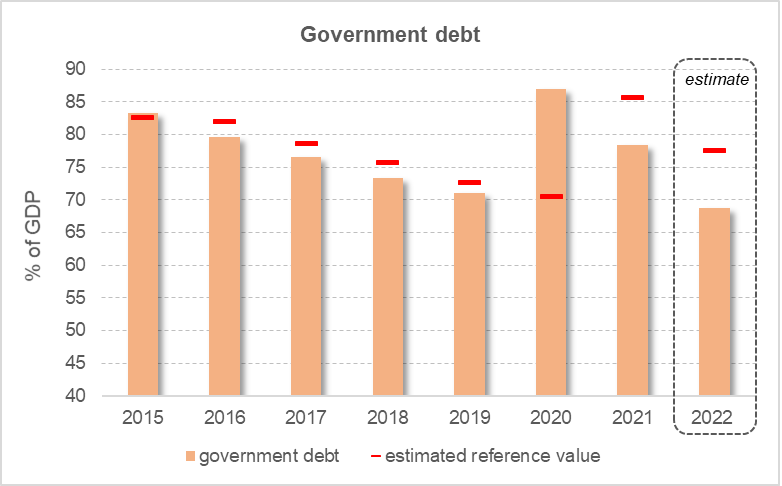 Government debt
% of GDP
90
85
80
75
70
65
60
55
50
45
40
estimate
2015 2016 2017 2018 2019 2020 2021 2022
government debt estimated reference value